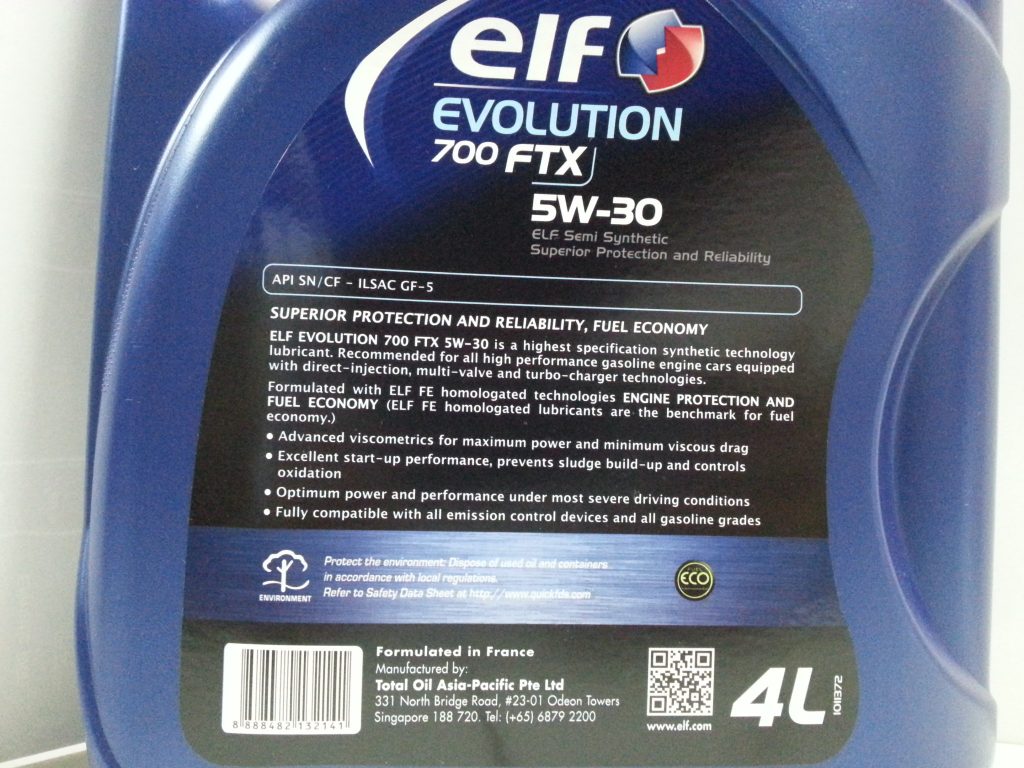 elf
EVOLUTION
700 FTX
5W-30
ELF Semi Synthetic
Superior Protection and Reliability
API SN/CF - ILSAC GF-5
SUPERIOR PROTECTION AND RELIABILITY, FUEL ECONOMY
ELF EVOLUTION 700 FTX 5W-30 is a highest specification synthetic technology
lubricant. Recommended for all high performance gasoline engine cars equipped
with direct-injection, multi-valve and turbo-charger technologies.
Formulated with ELF FE homologated technologies ENGINE PROTECTION AND
FUEL ECONOMY (ELF FE homologated lubricants are the benchmark for fuel
economy.)
• Advanced viscometrics for maximum power and minimum viscous drag
• Excellent start-up performance, prevents sludge build-up and controls
oxidation
• Optimum power and performance under most severe driving conditions
• Fully compatible with all emission control devices and all gasoline grades
Protect the environment: Dispose of used oil and containers
in accordance with local regulations.
Refer to Safety Data Sheet at http://www.quickfds.com
ENVIRONMENT
ECO
Formulated in France
Manufactured by:
Total Oil Asia-Pacific Pte Ltd
331 North Bridge Road, #23-01 Odeon Towers
Singapore 188 720. Tel: (+65) 6879 2200
8 888482 132141
www.elf.com
4L
1011372